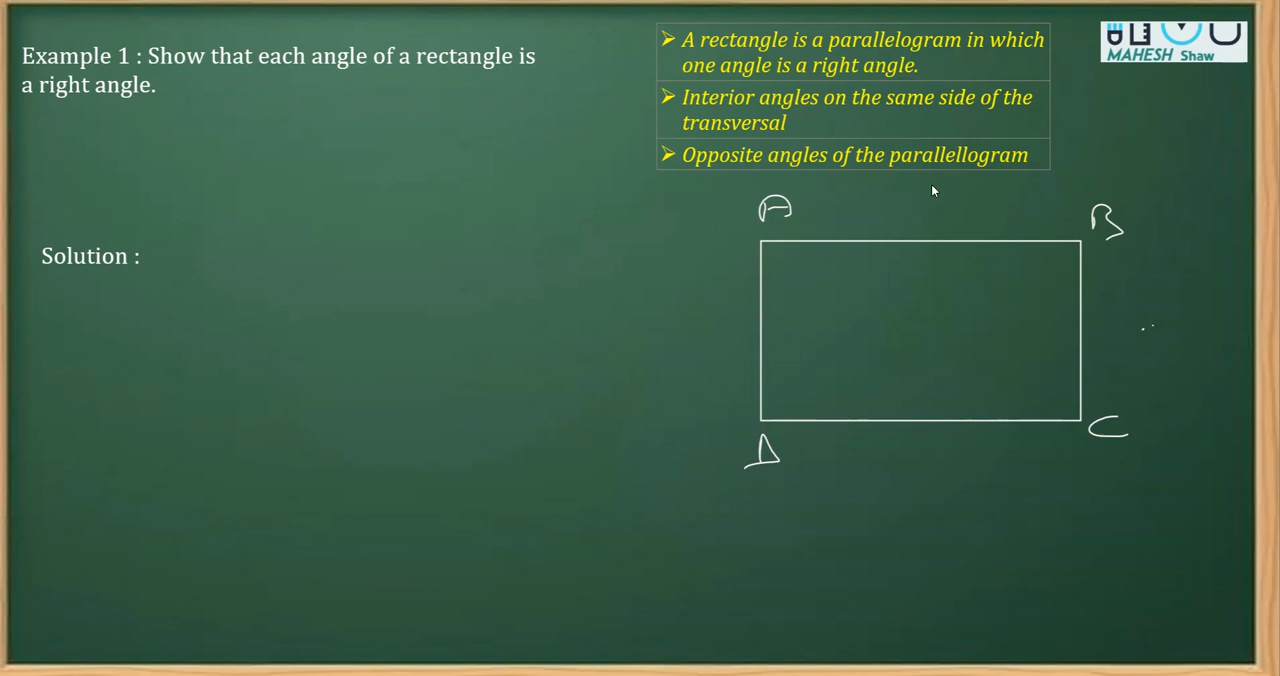 Example 1 : Show that each angle of a rectangle is
a right angle.
➢ A rectangle is a parallelogram in which
one angle is a right angle.
➢ Interior angles on the same side of the
transversal
➢ Opposite angles of the parallellogram
MAHESH Shaw
A
B
Solution :
C
D